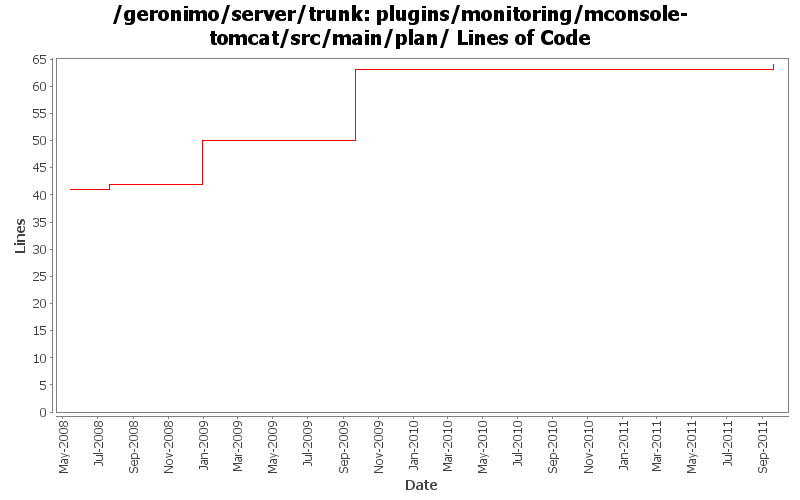 /geronimo/server/trunk: plugins/monitoring/mconsole-
tomcat/src/main/plan/ Lines of Code
65
60
55
50
45
40
35
30
25
20
15
10
5
0
Lines
May-2008
Jul-2008
Sep-2008
Nov-2008
Jan-2009
Mar-2009
May-2009
Jul-2009
Sep-2009
Nov-2009
Jan-2010
Mar-2010
May-2010
Jul-2010
Sep-2010
Nov-2010
Jan-2011
Mar-2011
May-2011
Jul-2011
Sep-2011
Date